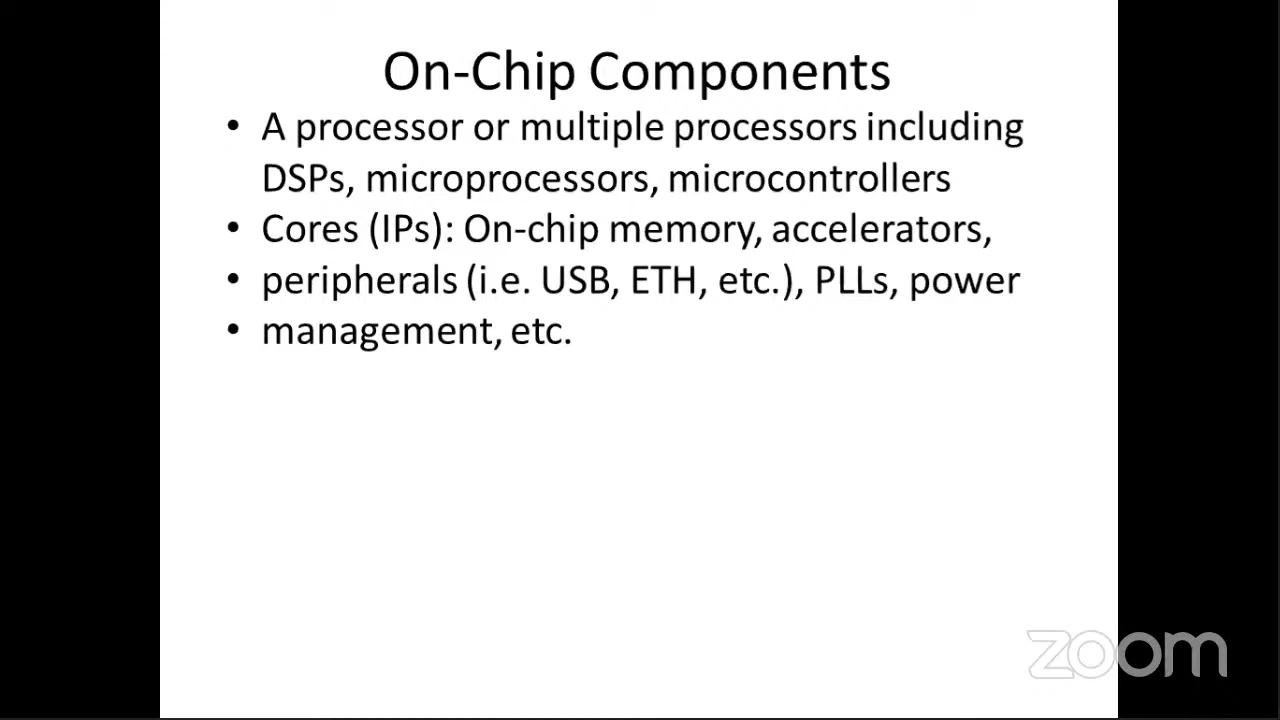 On-Chip Components
• A processor or multiple processors including
DSPs, microprocessors, microcontrollers
• Cores (IPs): On-chip memory, accelerators,
• peripherals (i.e. USB, ETH, etc.), PLLs, power
• management, etc.
zoom